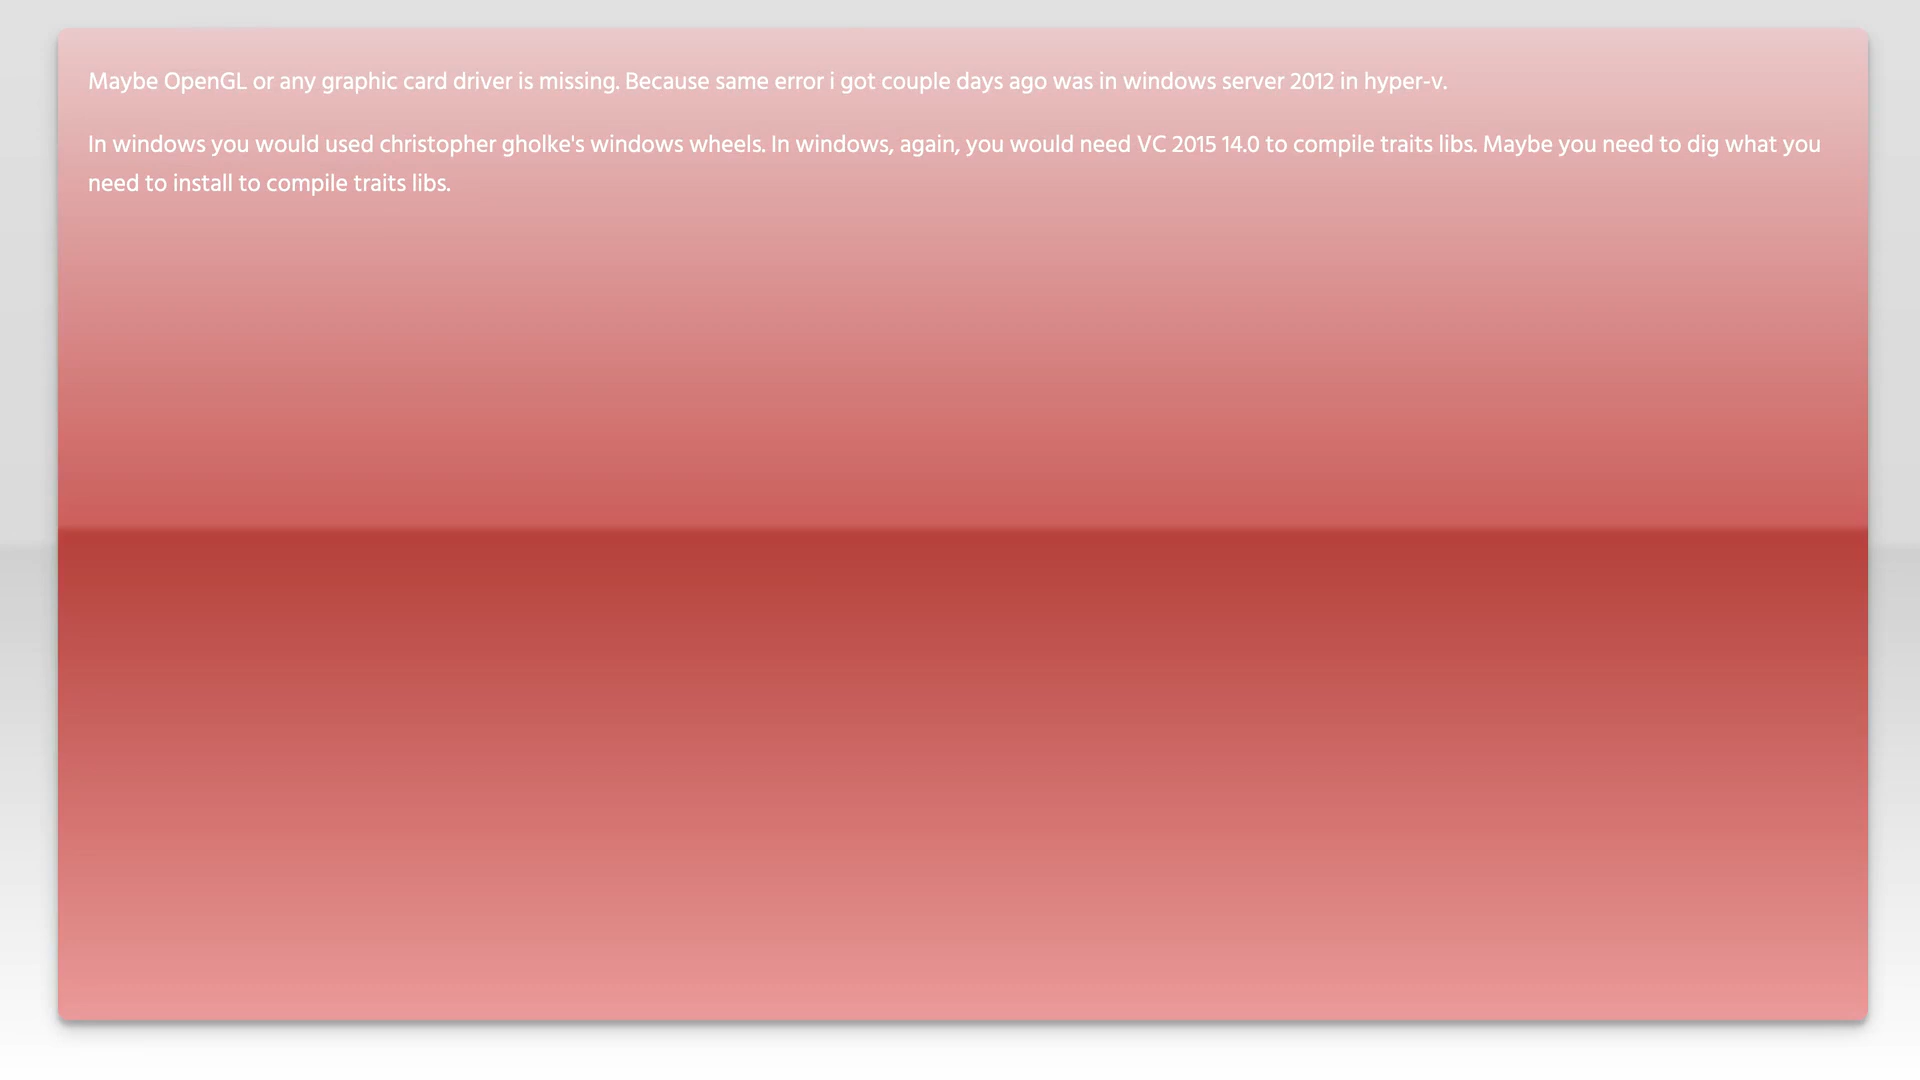 Maybe OpenGL or any graphic card driver is missing. Because same error i got couple days ago was in windows server 2012 in hyper-v.
In windows you would used christopher gholke's windows wheels. In windows, again, you would need VC 2015 14.0 to compile traits libs. Maybe you need to dig what you
need to install to compile traits libs.